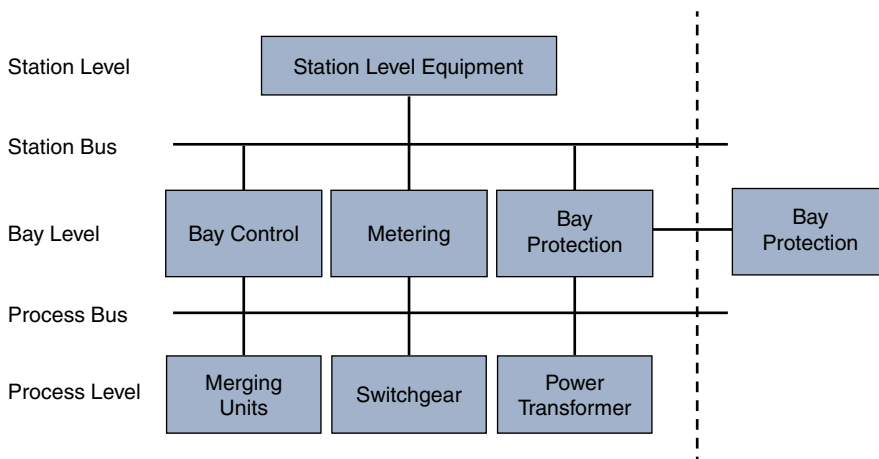 Station Level
Station Level Equipment
Station Bus
Bay Level
Bay Control
Metering
Bay
Protection
Bay
Protection
Process Bus
Process Level
Merging
Units
Switchgear
Power
Transformer